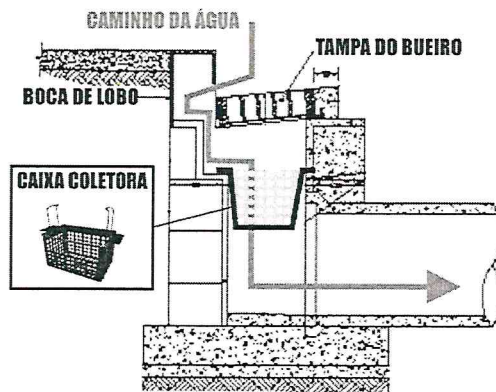 CAMINHO DA ÁGUA
TAMPA DO BUEIRO
BOCA DE LOBO
CAIXA COLETORA